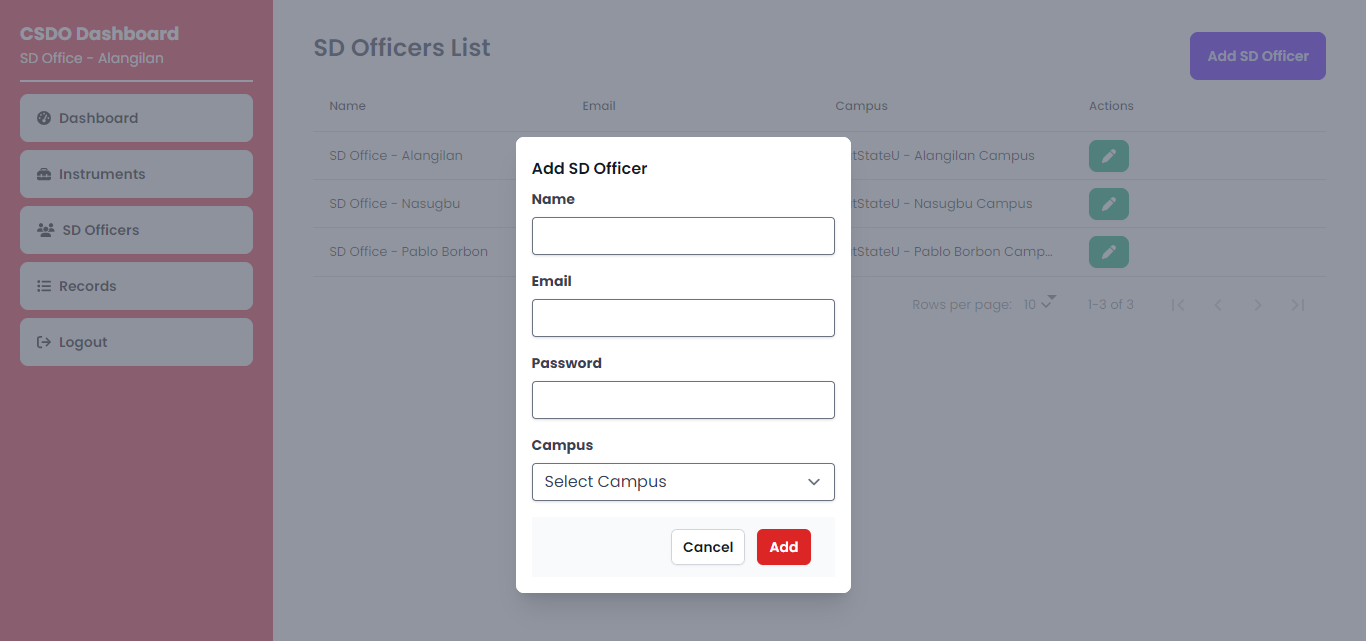 CSDO Dashboard
SD Office - Alangilan
Dashboard
Instruments
SD Officers
Records
Logout
SD Officers List
Add SD Officer
Name Email Campus Actions
SD Office - Alangilan tStateU - Alangilan Campus
SD Office - Nasugbu tStateU - Nasugbu Campus
SD Office - Pablo Borbon tStateU - Pablo Borbon Camp...
Rows per page: 10 1-3 of 3
Add SD Officer
Name
Email
Password
Campus
Select Campus
Cancel Add